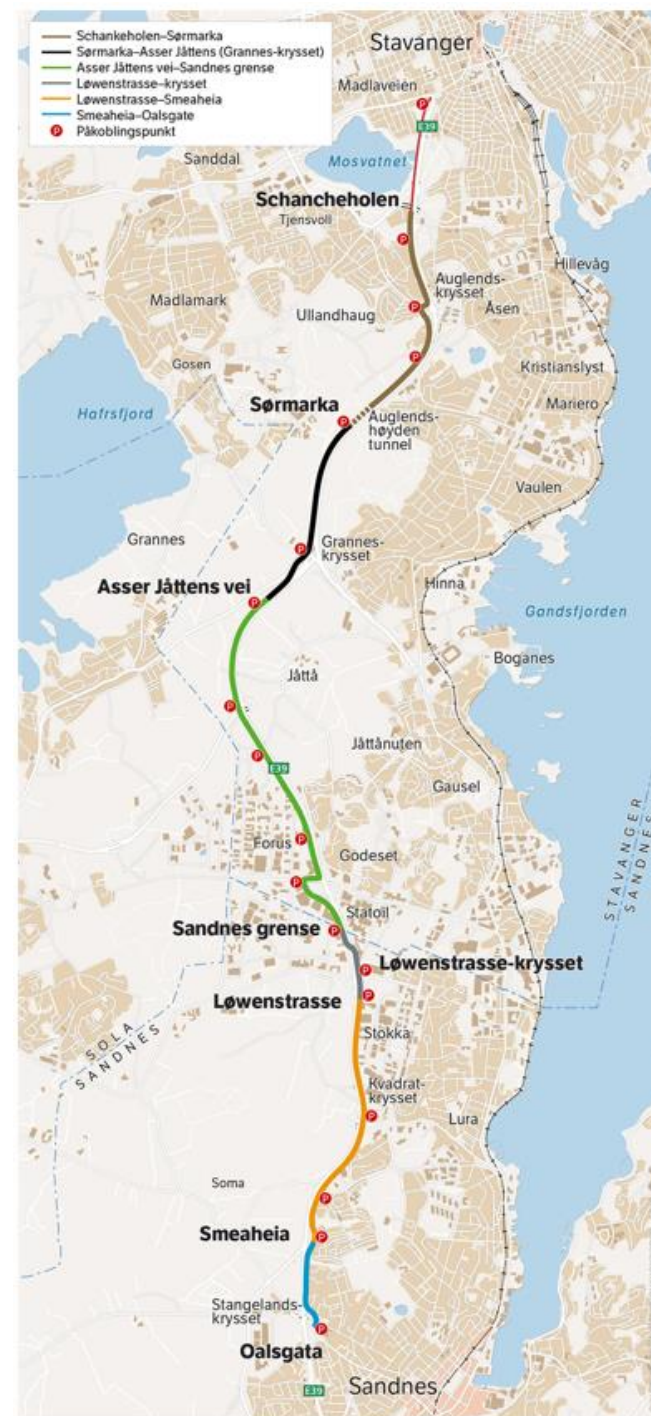 Schankeholen–Sørmarka
Sørmarka–Asser Jåttens (Grannes-krysset)
Asser Jåttens vei–Sandnes grense
Løwenstrasse–krysset
Løwenstrasse–Smeaheia
Smeaheia–Oalsgate
P Påkoblingspunkt
Stavanger
Madlaveien
P
E39
Sanddal
Mosvatnet
Schancheholen
Tjensvoll
P
Hillevåg
Auglends-
krysset
P
Åsen
Madlamark
Ullandhaug
P
Gosen
Kristianslyst
Mariero
Sørmarka
P
Hafrsfjord
Auglends-
høyden
tunnel
Vaulen
Grannes
P
Grannes-
krysset
Asser Jåttens vei
P
Hinna
Gandsfjorden
Boganes
Jåttå
P
Jåttånuten
P
E39
Gausel
Forus
P
Godeset
P
STAVANGER
SANDNES
Statoil
Sandnes grense
P
Løwenstrasse-krysset
P
Løwenstrasse
P
Stokka
SOLA
SANDNES
Kvadrat-
krysset
P
Lura
Soma
P
Smeaheia
P
Stangelands-
krysset
P
Oalsgata
E39
Sandnes